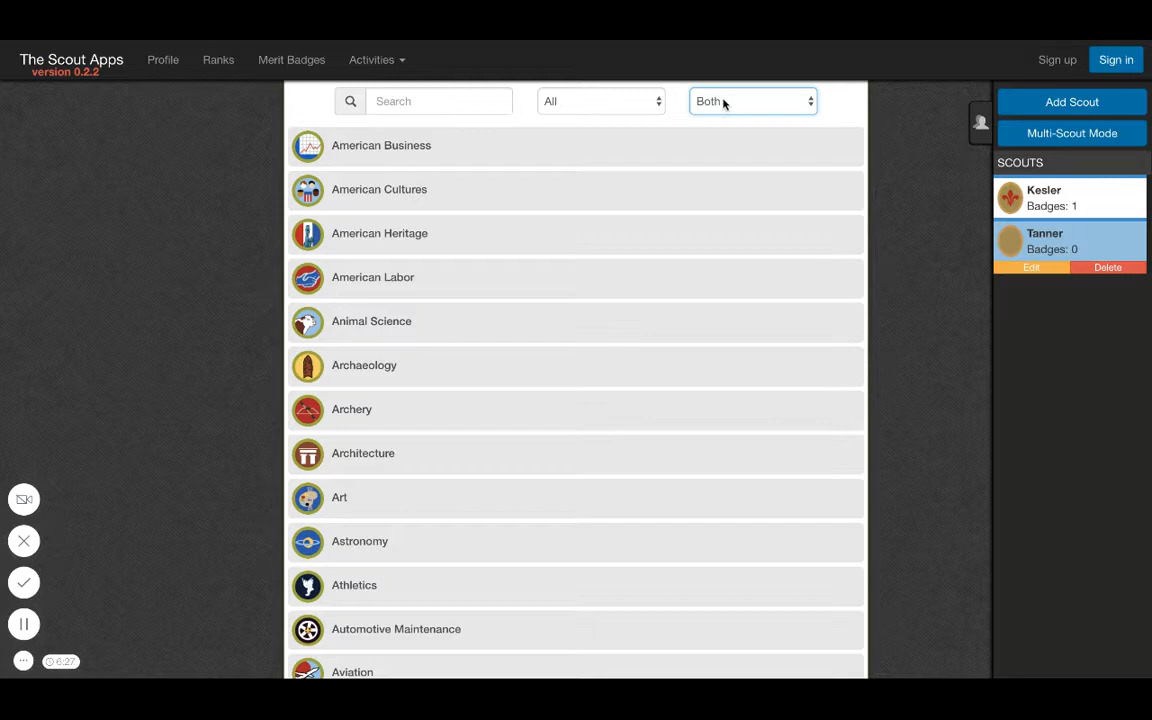 The Scout Apps
version 0.2.2
Profile
Ranks
Merit Badges
Activities
Sign up
Sign in
Search
All
Both
Add Scout
Multi-Scout Mode
SCOUTS
Kesler
Badges: 1
Tanner
Badges: 0
Edit
Delete
American Business
American Cultures
American Heritage
American Labor
Animal Science
Archaeology
Archery
Architecture
Art
Astronomy
Athletics
Automotive Maintenance
Aviation
6:27